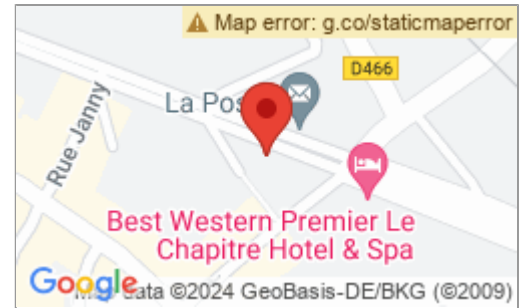 Map error: g.co/staticmaperror
D466
La Pos
Rue Janny
Best Western Premier Le
Chapitre Hotel & Spa
Google
data ©2024 GeoBasis-DE/BKG (©2009)